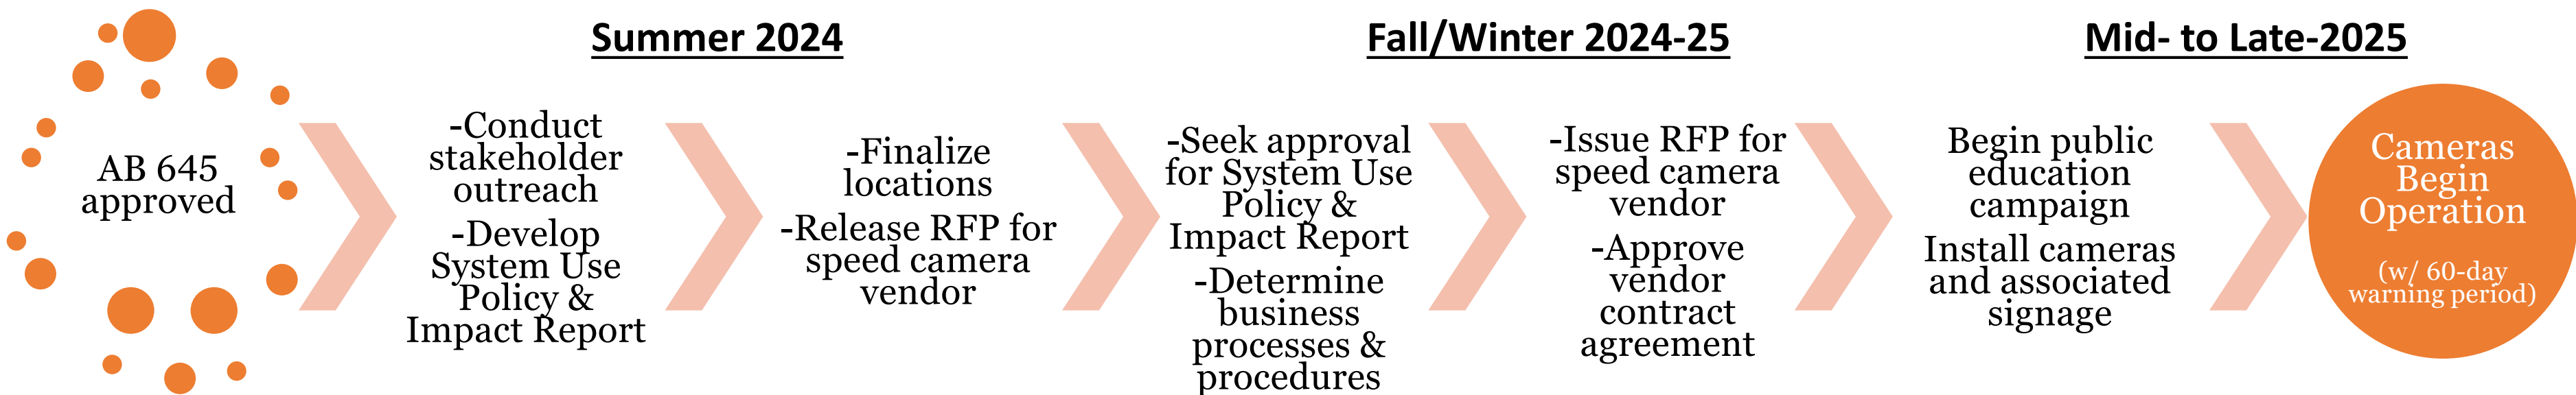 Summer 2024
Fall/Winter 2024-25
Mid- to Late-2025
AB 645
approved
-Conduct
stakeholder
outreach
-Develop
System Use
Policy &
Impact Report
-Finalize
locations
-Release RFP for
speed camera
vendor
-Seek approval
for System Use
Policy &
Impact Report
-Determine
business
processes &
procedures
-Issue RFP for
speed camera
vendor
-Approve
vendor
contract
agreement
Begin public
education
campaign
Install cameras
and associated
signage
Cameras
Begin
Operation
(w/ 60-day
warning period)